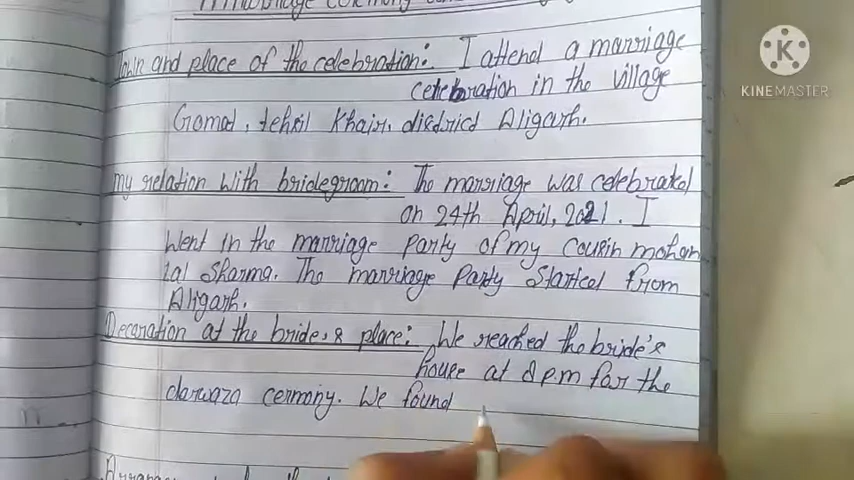 marriage cermony
Town and place of the celebration: I attend a marriage
celebration in the village
Gomad, tehsil Khair, district Aligarh.
My relation with bridegroom: The marriage was celebrated
on 24th April, 2021. I
Went in the marriage party of my cousin mohan
lal Sharma. The marriage Party Started from
Aligarh.
Decoration at the bride,s place: We reached the bride's
house at 8 p.m for the
darwaza cermony. We found
KINEMASTER